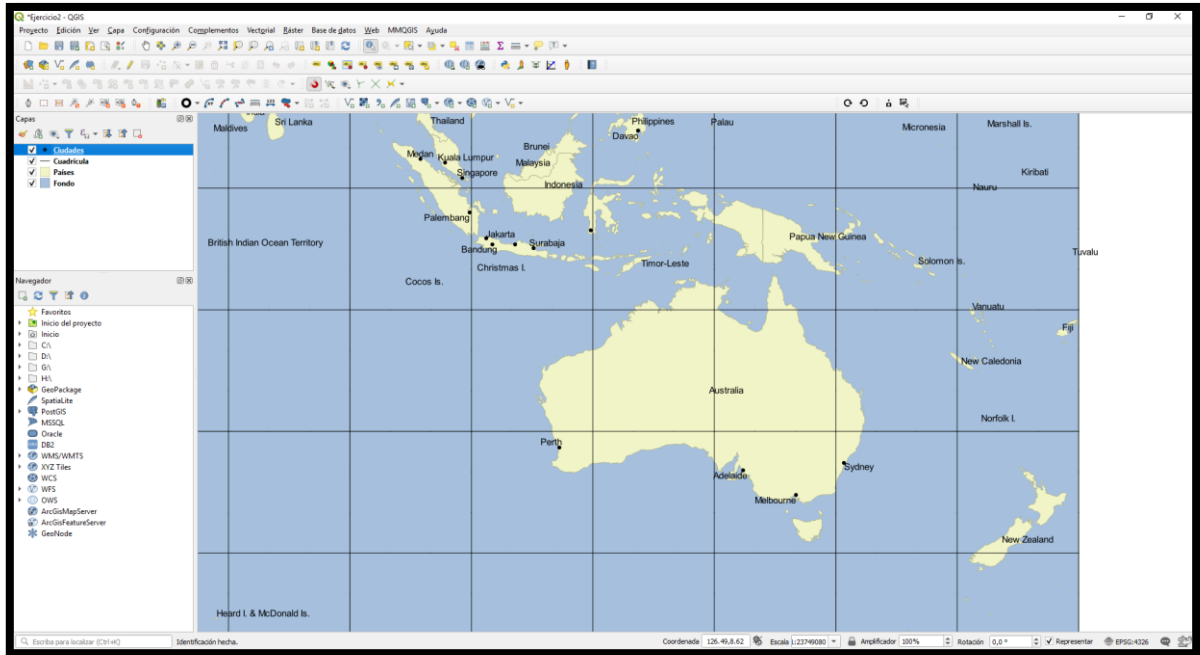 *Ejercicio2 - QGIS
Proyecto Edición Ver Capa Configuración Complementos Vectorial Ráster Base de datos Web MMQGIS Ayuda
Capas
Ciudades
Cuadrícula
Países
Fondo
Navegador
Favoritos
Inicio del proyecto
Inicio
C:\
D:\
G:\
H:\
GeoPackage
SpatiaLite
PostGIS
MSSQL
Oracle
DB2
WMS/WMTS
XYZ Tiles
WCS
WFS
OWS
ArcGisMapServer
ArcGisFeatureServer
GeoNode
Maldives
Sri Lanka
Thailand
Philippines
Palau
Micronesia
Marshall Is.
Davao
Brunei
Medan
Kuala Lumpur
Malaysia
Singapore
Kiribati
Indonesia
Nauru
Palembang
Jakarta
Papua New Guinea
British Indian Ocean Territory
Bandung
Surabaja
Tuvalu
Christmas I.
Timor-Leste
Solomon Is.
Cocos Is.
Vanuatu
Fiji
New Caledonia
Australia
Norfolk I.
Perth
Sydney
Adelaide
Melbourne
New Zealand
Heard I. & McDonald Is.
Escriba para localizar (Ctrl+K) Identificación hecha. Coordenada 126.49,8.62 Escala 1:23749080 Amplificador 100% Rotación 0,0 ° Representar EPSG:4326